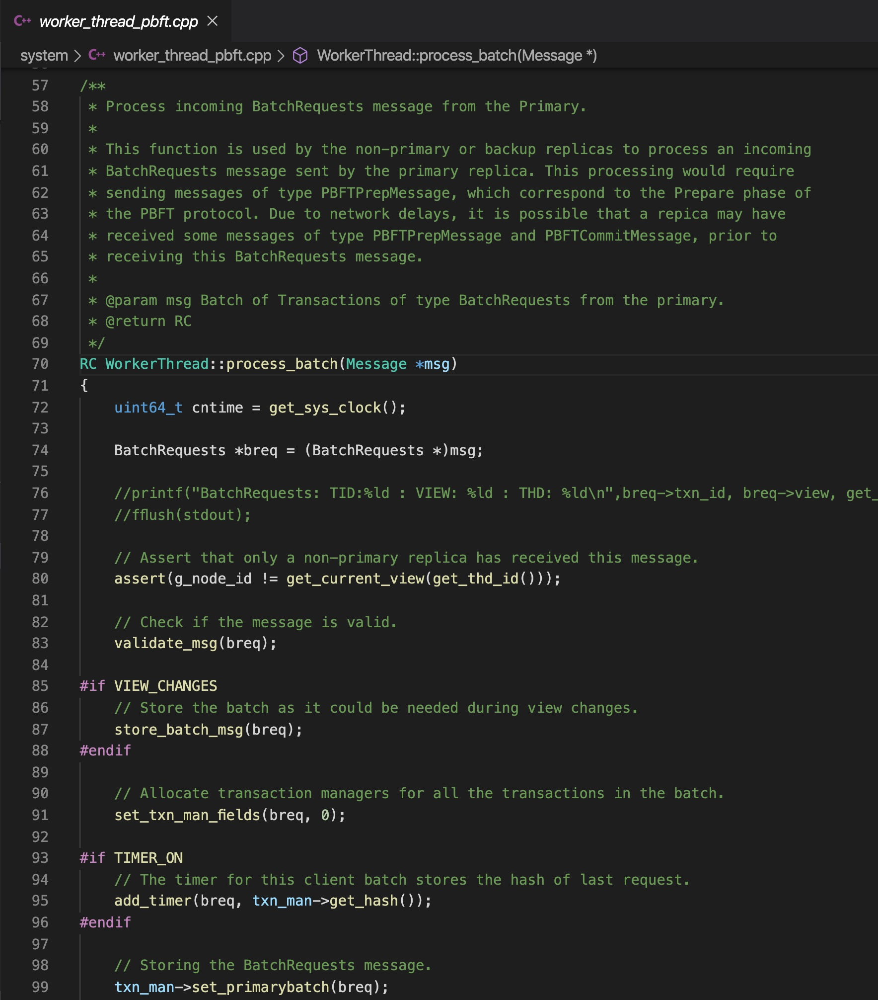 C++ worker_thread_pbft.cpp ×
system > C++ worker_thread_pbft.cpp > WorkerThread::process_batch(Message *)
57 /**
58 * Process incoming BatchRequests message from the Primary.
59 *
60 * This function is used by the non-primary or backup replicas to process an incoming
61 * BatchRequests message sent by the primary replica. This processing would require
62 * sending messages of type PBFTPrepMessage, which correspond to the Prepare phase of
63 * the PBFT protocol. Due to network delays, it is possible that a repica may have
64 * received some messages of type PBFTPrepMessage and PBFTCommitMessage, prior to
65 * receiving this BatchRequests message.
66 *
67 * @param msg Batch of Transactions of type BatchRequests from the primary.
68 * @return RC
69 */
70 RC WorkerThread::process_batch(Message *msg)
71 {
72 uint64_t cntime = get_sys_clock();
73
74 BatchRequests *breq = (BatchRequests *)msg;
75
76 //printf("BatchRequests: TID:%ld : VIEW: %ld : THD: %ld\n",breq->txn_id, breq->view, get_
77 //fflush(stdout);
78
79 // Assert that only a non-primary replica has received this message.
80 assert(g_node_id != get_current_view(get_thd_id()));
81
82 // Check if the message is valid.
83 validate_msg(breq);
84
85 #if VIEW_CHANGES
86 // Store the batch as it could be needed during view changes.
87 store_batch_msg(breq);
88 #endif
89
90 // Allocate transaction managers for all the transactions in the batch.
91 set_txn_man_fields(breq, 0);
92
93 #if TIMER_ON
94 // The timer for this client batch stores the hash of last request.
95 add_timer(breq, txn_man->get_hash());
96 #endif
97
98 // Storing the BatchRequests message.
99 txn_man->set_primarybatch(breq);